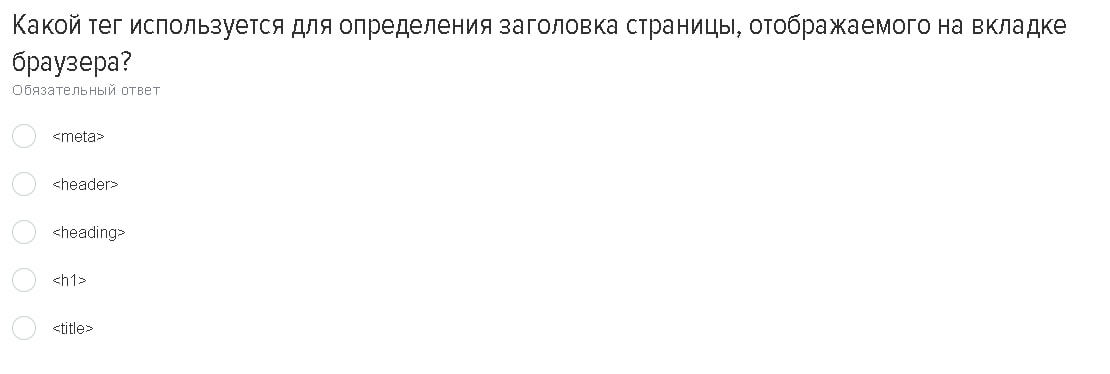 Какой тег используется для определения заголовка страницы, отображаемого на вкладке
браузера?
Обязательный ответ
<meta>
<header>
<heading>
<h1>
<title>